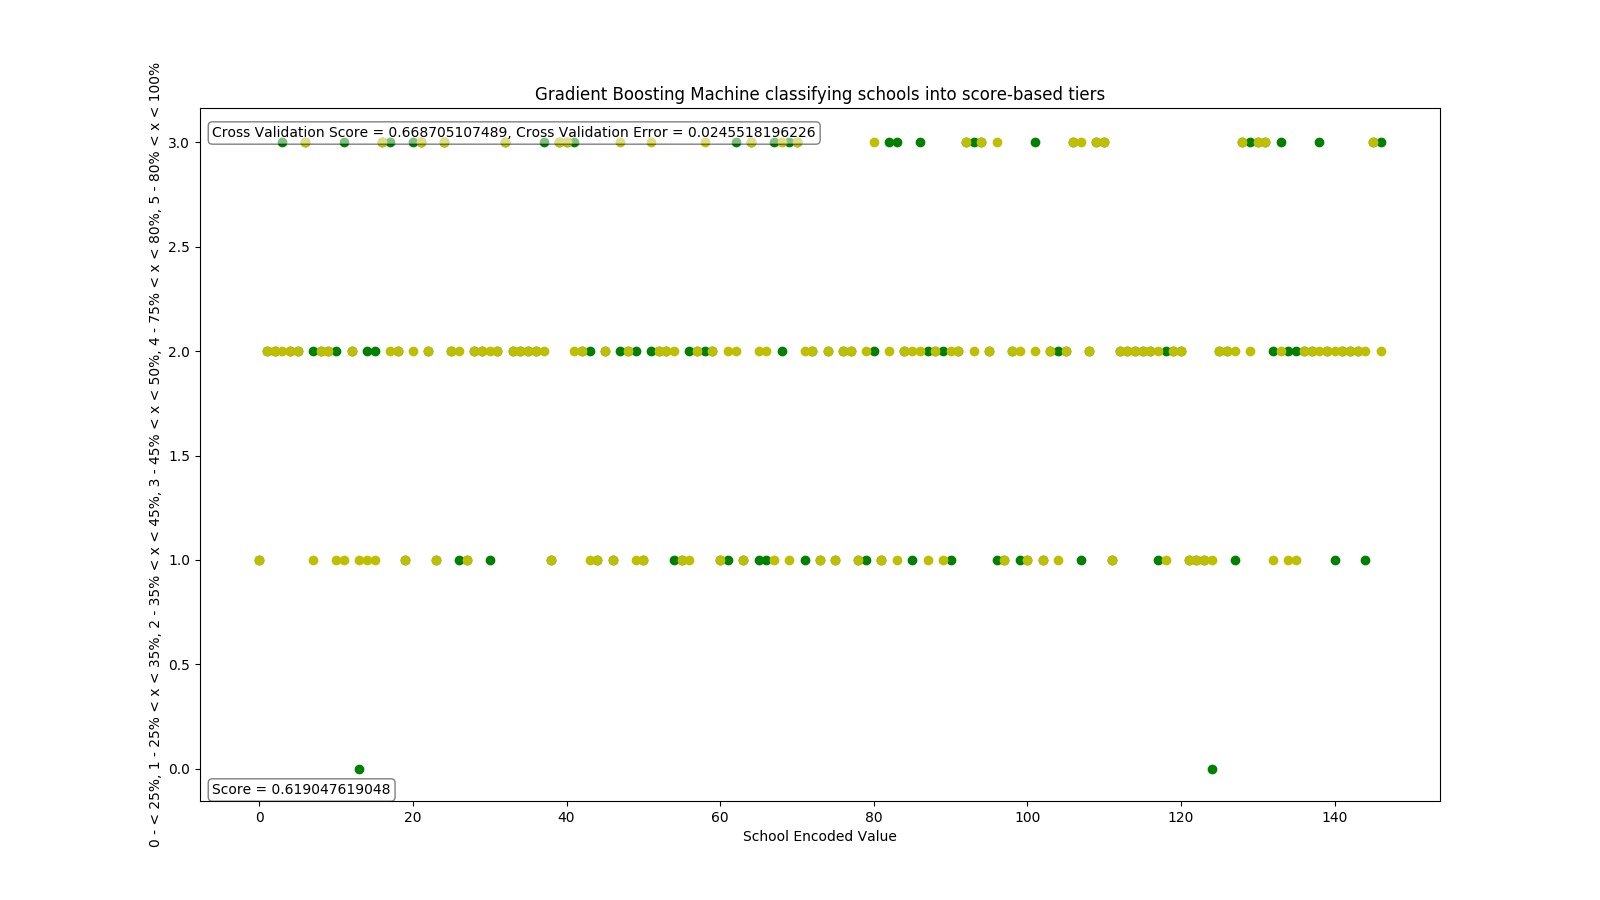 Gradient Boosting Machine classifying schools into score-based tiers
Cross Validation Score = 0.668705107489, Cross Validation Error = 0.0245518196226
3.0
2.5
2.0
1.5
1.0
0.5
0.0
0 - < 25%, 1 - 25% < x < 35%, 2 - 35% < x < 45%, 3 - 45% < x < 50%, 4 - 75% < x < 80%, 5 - 80% < x < 100%
Score = 0.619047619048
0 20 40 60 80 100 120 140
School Encoded Value